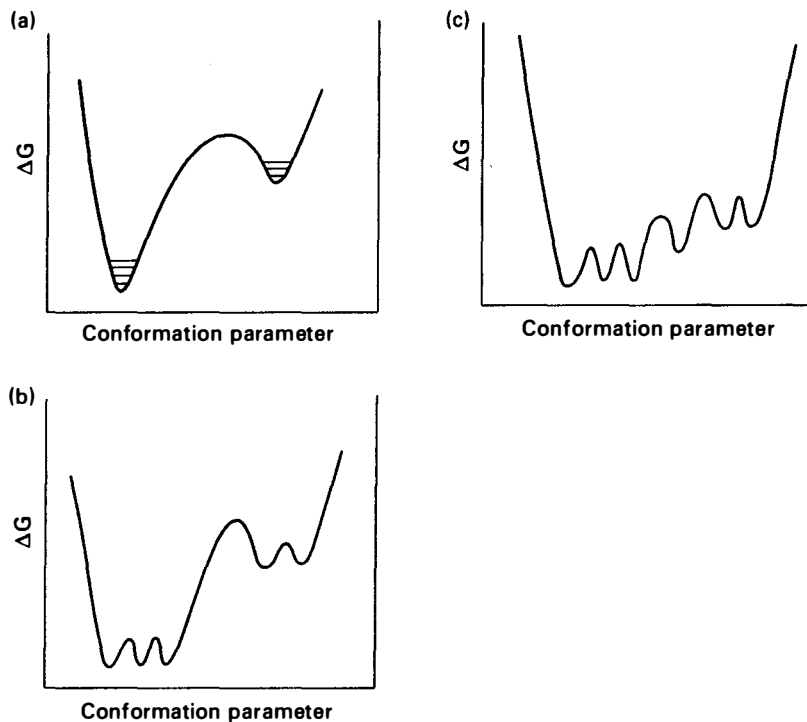 (a)
ΔG
Conformation parameter
(b)
ΔG
Conformation parameter
(c)
ΔG
Conformation parameter